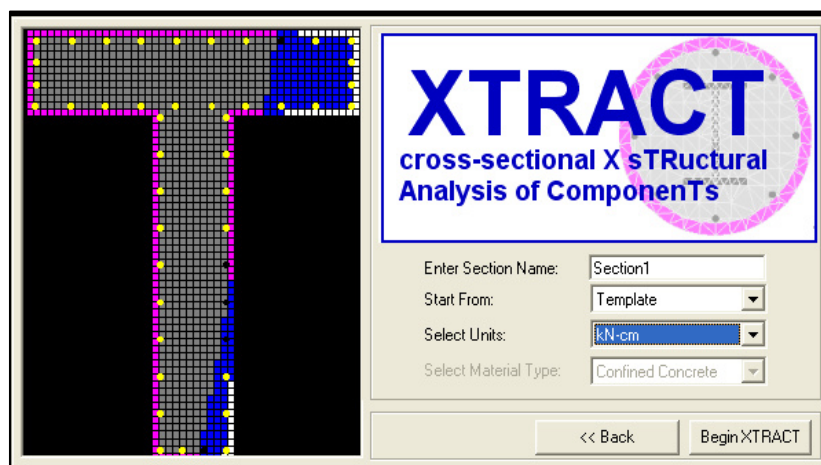 XTRACT
cross-sectional X sTRuctural
Analysis of ComponenTs
Enter Section Name: Section1
Start From: Template
Select Units: kN-cm
Select Material Type: Confined Concrete
<< Back Begin XTRACT